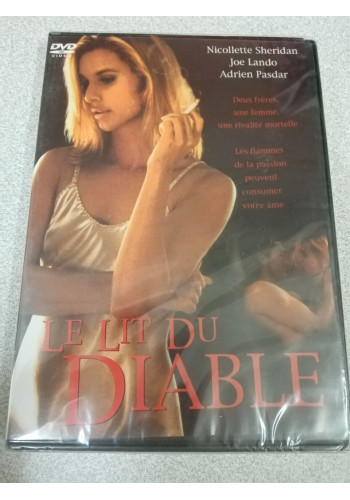 DVD
VIDEO
Nicollette Sheridan
Joe Lando
Adrien Pasdar
Deux frères,
une femme,
une rivalité mortelle
Les flammes
de la passion
peuvent
consumer
votre âme
LE LIT DU
DIABLE